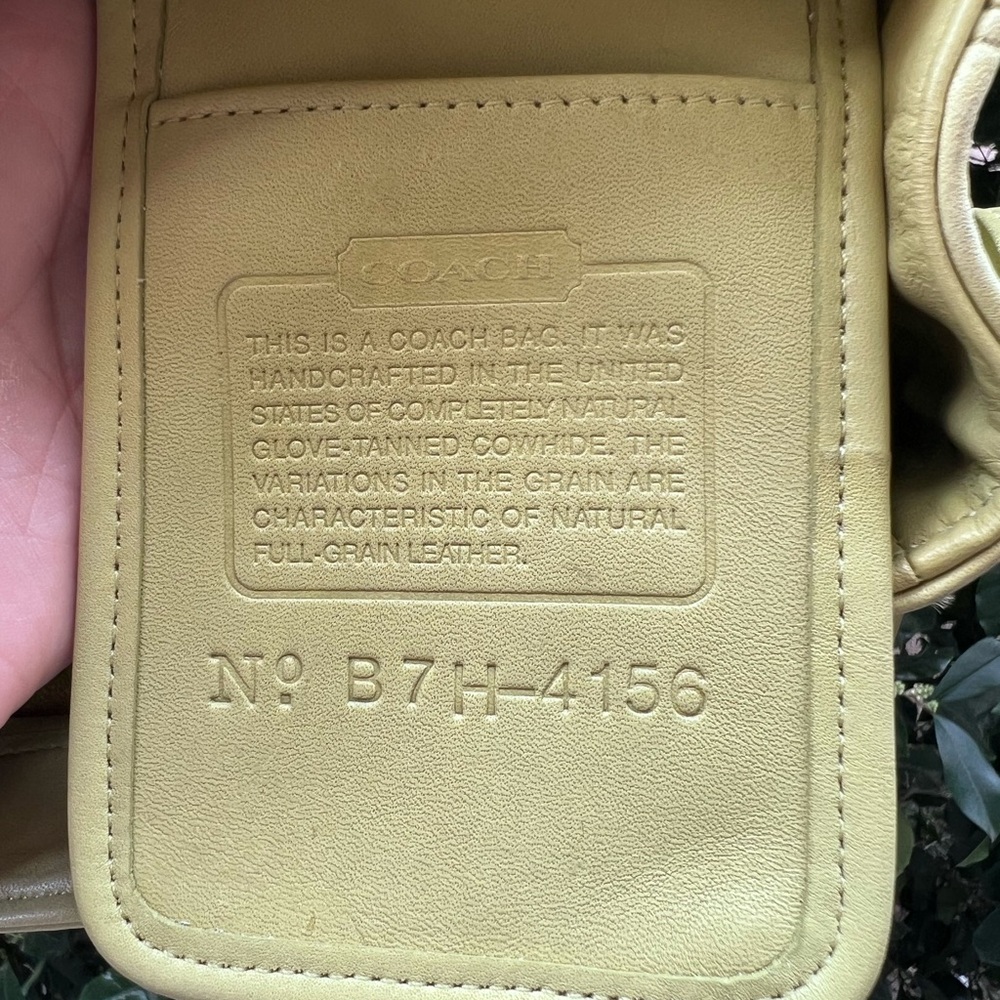 COACH
THIS IS A COACH BAG. IT WAS
HANDCRAFTED IN THE UNITED
STATES OF COMPLETELY NATURAL
GLOVE-TANNED COWHIDE. THE
VARIATIONS IN THE GRAIN ARE
CHARACTERISTIC OF NATURAL
FULL-GRAIN LEATHER.
Nº B7H-4156